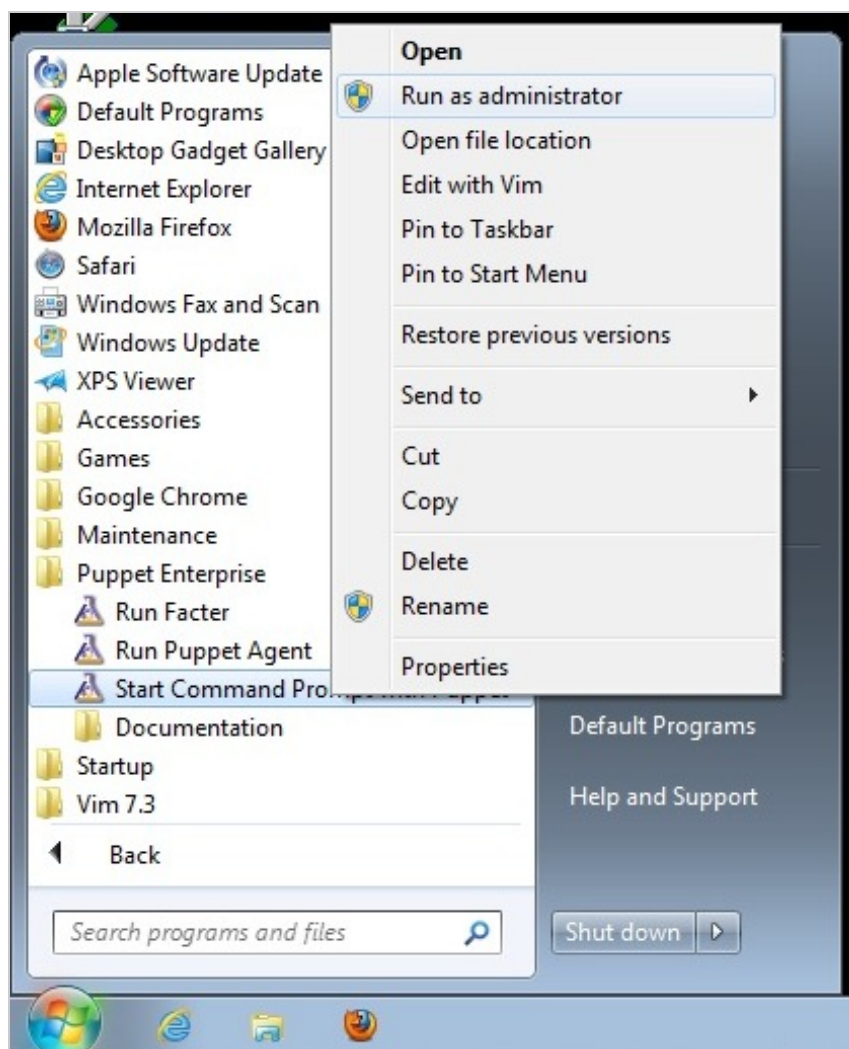 Apple Software Update
Default Programs
Desktop Gadget Gallery
Internet Explorer
Mozilla Firefox
Safari
Windows Fax and Scan
Windows Update
XPS Viewer
Accessories
Games
Google Chrome
Maintenance
Puppet Enterprise
Run Facter
Run Puppet Agent
Start Command Prompt with Puppet
Documentation
Startup
Vim 7.3
Back
Search programs and files
Open
Run as administrator
Open file location
Edit with Vim
Pin to Taskbar
Pin to Start Menu
Restore previous versions
Send to
Cut
Copy
Delete
Rename
Properties
Default Programs
Help and Support
Shut down